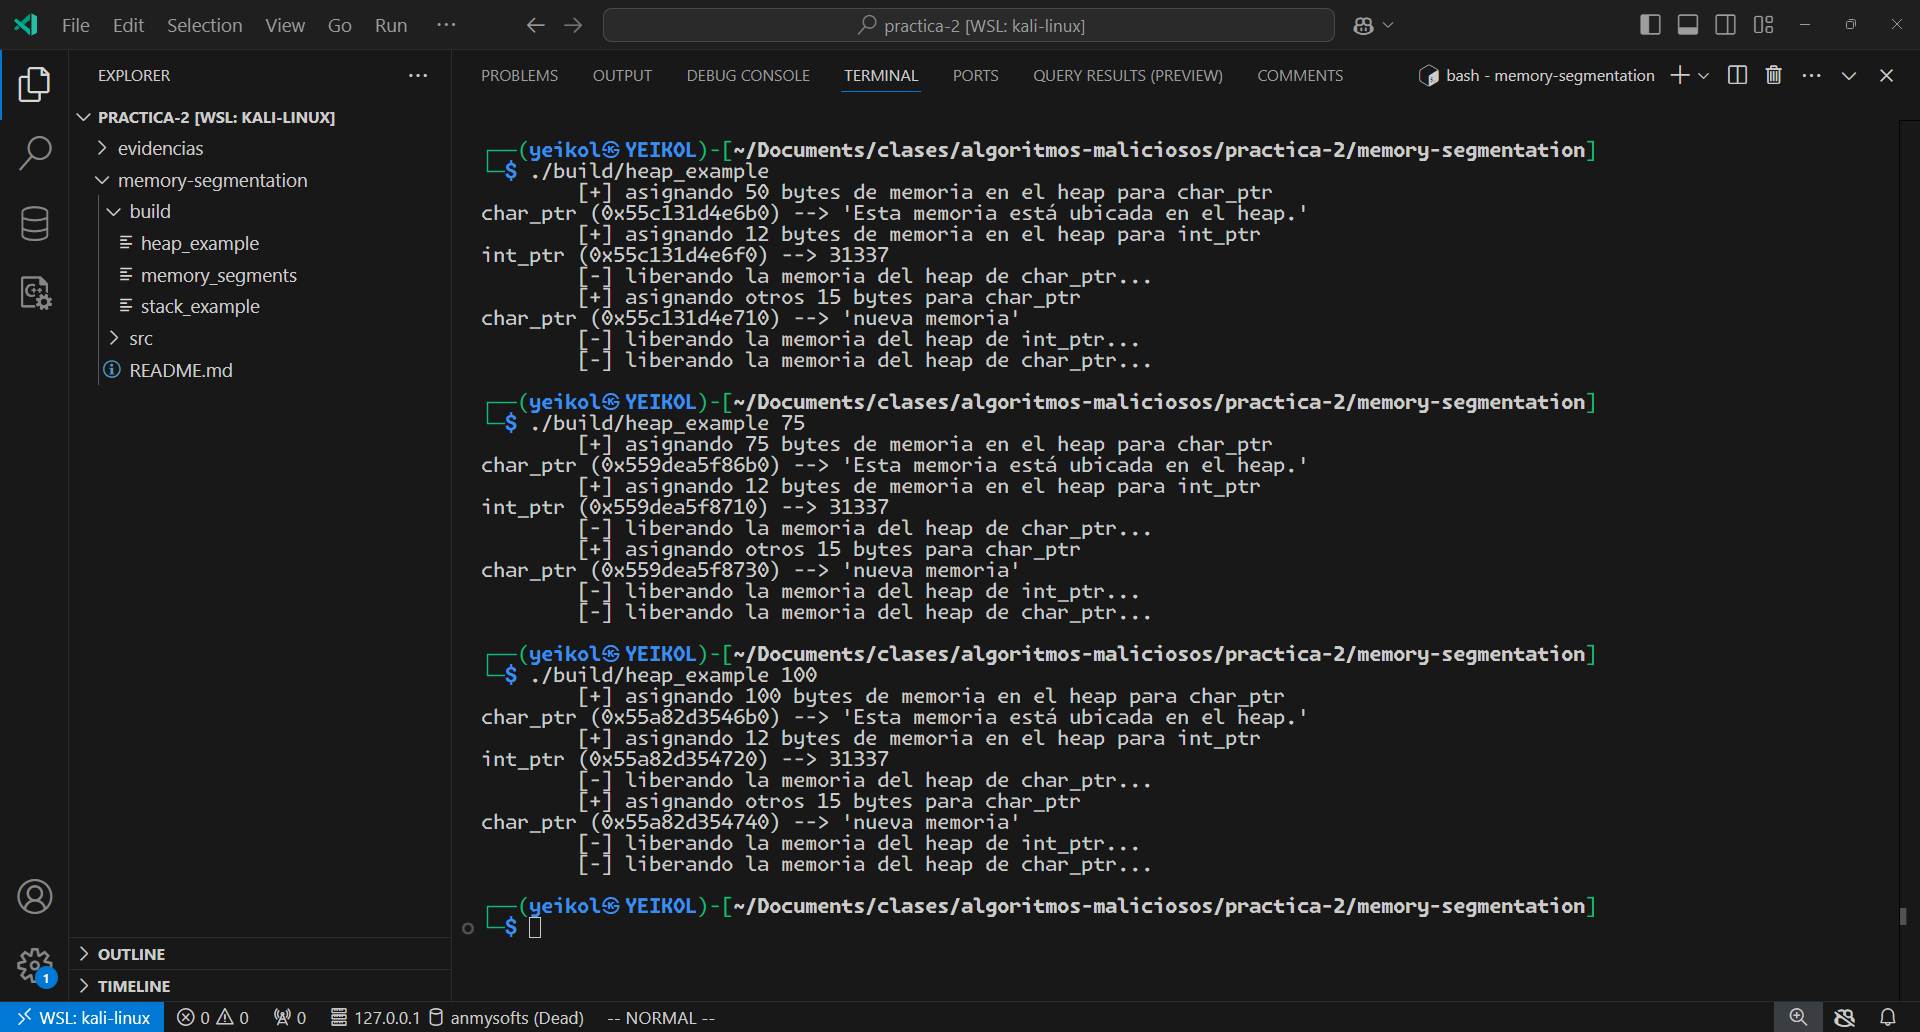 File Edit Selection View Go Run ··· practica-2 [WSL: kali-linux]
EXPLORER ···
PRACTICA-2 [WSL: KALI-LINUX]
evidencias
memory-segmentation
build
heap_example
memory_segments
stack_example
src
README.md
OUTLINE
TIMELINE
PROBLEMS OUTPUT DEBUG CONSOLE TERMINAL PORTS QUERY RESULTS (PREVIEW) COMMENTS bash - memory-segmentation
┌──(yeikol㉿YEIKOL)-[~/Documents/clases/algoritmos-maliciosos/practica-2/memory-segmentation]
└─$ ./build/heap_example
[+] asignando 50 bytes de memoria en el heap para char_ptr
char_ptr (0x55c131d4e6b0) --> 'Esta memoria está ubicada en el heap.'
[+] asignando 12 bytes de memoria en el heap para int_ptr
int_ptr (0x55c131d4e6f0) --> 31337
[-] liberando la memoria del heap de char_ptr...
[+] asignando otros 15 bytes para char_ptr
char_ptr (0x55c131d4e710) --> 'nueva memoria'
[-] liberando la memoria del heap de int_ptr...
[-] liberando la memoria del heap de char_ptr...
┌──(yeikol㉿YEIKOL)-[~/Documents/clases/algoritmos-maliciosos/practica-2/memory-segmentation]
└─$ ./build/heap_example 75
[+] asignando 75 bytes de memoria en el heap para char_ptr
char_ptr (0x559dea5f86b0) --> 'Esta memoria está ubicada en el heap.'
[+] asignando 12 bytes de memoria en el heap para int_ptr
int_ptr (0x559dea5f8710) --> 31337
[-] liberando la memoria del heap de char_ptr...
[+] asignando otros 15 bytes para char_ptr
char_ptr (0x559dea5f8730) --> 'nueva memoria'
[-] liberando la memoria del heap de int_ptr...
[-] liberando la memoria del heap de char_ptr...
┌──(yeikol㉿YEIKOL)-[~/Documents/clases/algoritmos-maliciosos/practica-2/memory-segmentation]
└─$ ./build/heap_example 100
[+] asignando 100 bytes de memoria en el heap para char_ptr
char_ptr (0x55a82d3546b0) --> 'Esta memoria está ubicada en el heap.'
[+] asignando 12 bytes de memoria en el heap para int_ptr
int_ptr (0x55a82d354720) --> 31337
[-] liberando la memoria del heap de char_ptr...
[+] asignando otros 15 bytes para char_ptr
char_ptr (0x55a82d354740) --> 'nueva memoria'
[-] liberando la memoria del heap de int_ptr...
[-] liberando la memoria del heap de char_ptr...
┌──(yeikol㉿YEIKOL)-[~/Documents/clases/algoritmos-maliciosos/practica-2/memory-segmentation]
└─$
1
WSL: kali-linux 0 0 0 127.0.0.1 anmysofts (Dead) -- NORMAL --